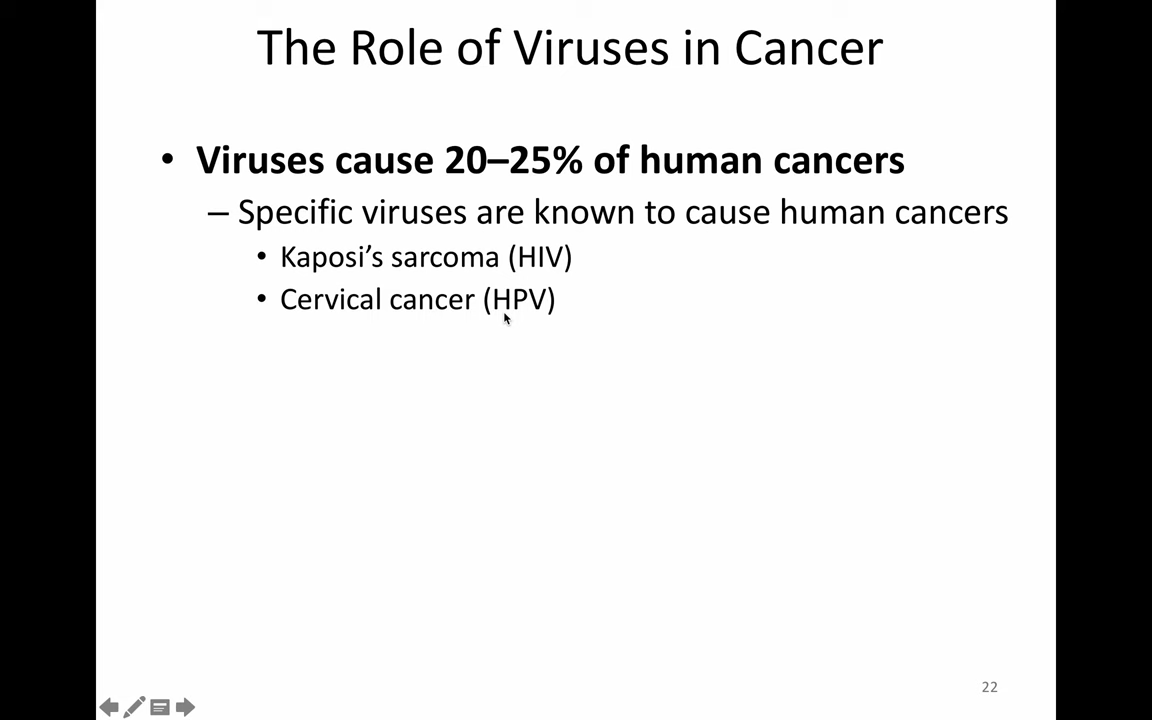 The Role of Viruses in Cancer
• Viruses cause 20–25% of human cancers
– Specific viruses are known to cause human cancers
• Kaposi’s sarcoma (HIV)
• Cervical cancer (HPV)
22